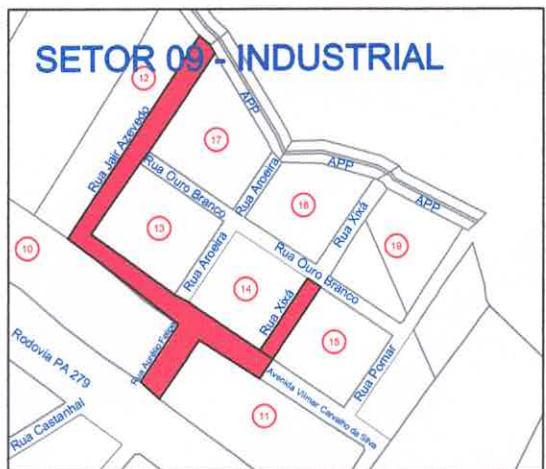 SETOR 09 - INDUSTRIAL
12
Rua Jair Azevedo
17
APP
Rua Ouro Branco
Rua Aroeira
APP
18
Rua Xixá
APP
13
19
10
Rua Aroeira
Rua Ouro Branco
14
Rua Xixá
15
Rodovia PA 279
Rua Pomar
Avenida Vilmar Carvalho da Silva
11
Rua Castanhal